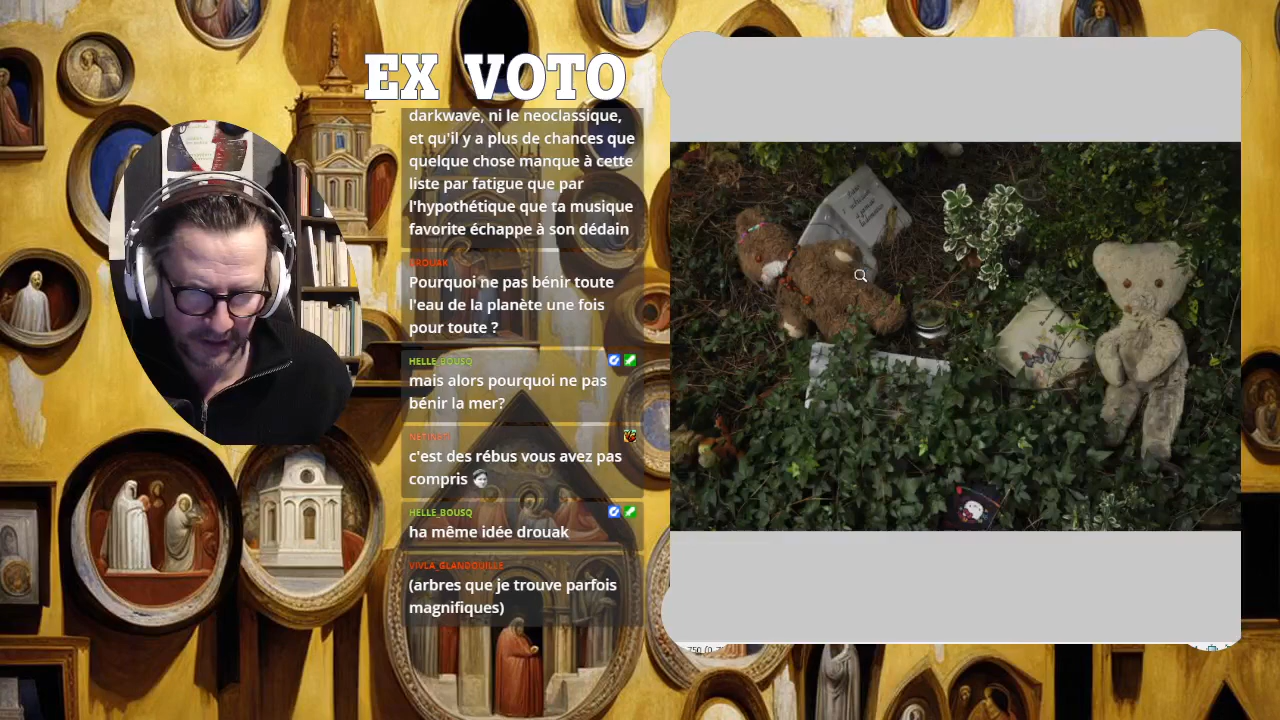 EX VOTO
darkwave, ni le neoclassique,
et qu'il y a plus de chances que
quelque chose manque à cette
liste par fatigue que par
l'hypothétique que ta musique
favorite échappe à son dédain
DROUAK
Pourquoi ne pas bénir toute
l'eau de la planète une fois
pour toute ?
HELLE_BOUSQ
mais alors pourquoi ne pas
bénir la mer?
c'est des rébus vous avez pas
compris
HELLE_BOUSQ
ha même idée drouak
VIVLA_GLANDOUILLE
(arbres que je trouve parfois
magnifiques)